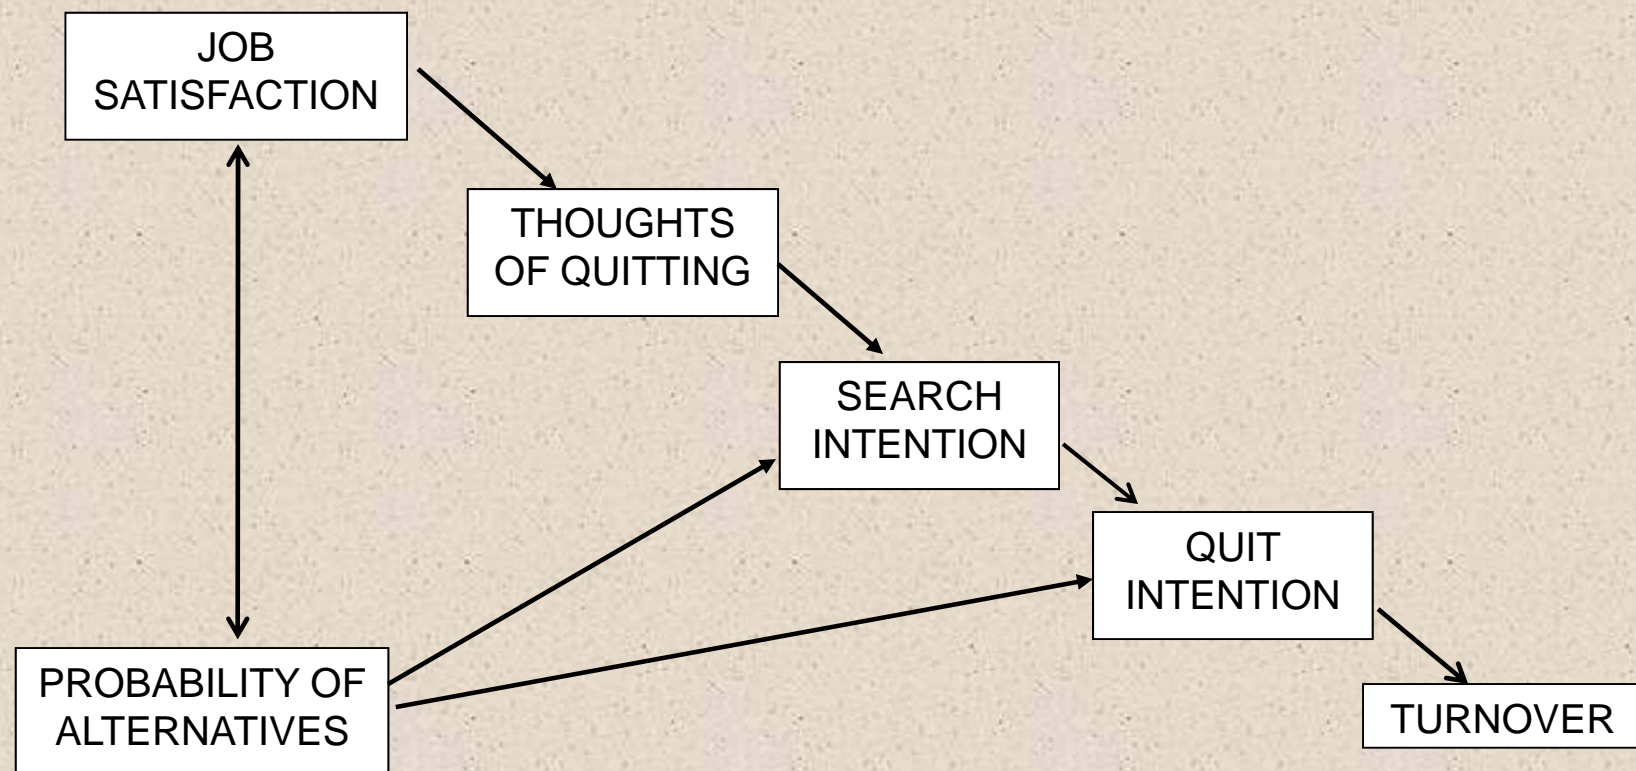 JOB
SATISFACTION
THOUGHTS
OF QUITTING
SEARCH
INTENTION
QUIT
INTENTION
PROBABILITY OF
ALTERNATIVES
TURNOVER